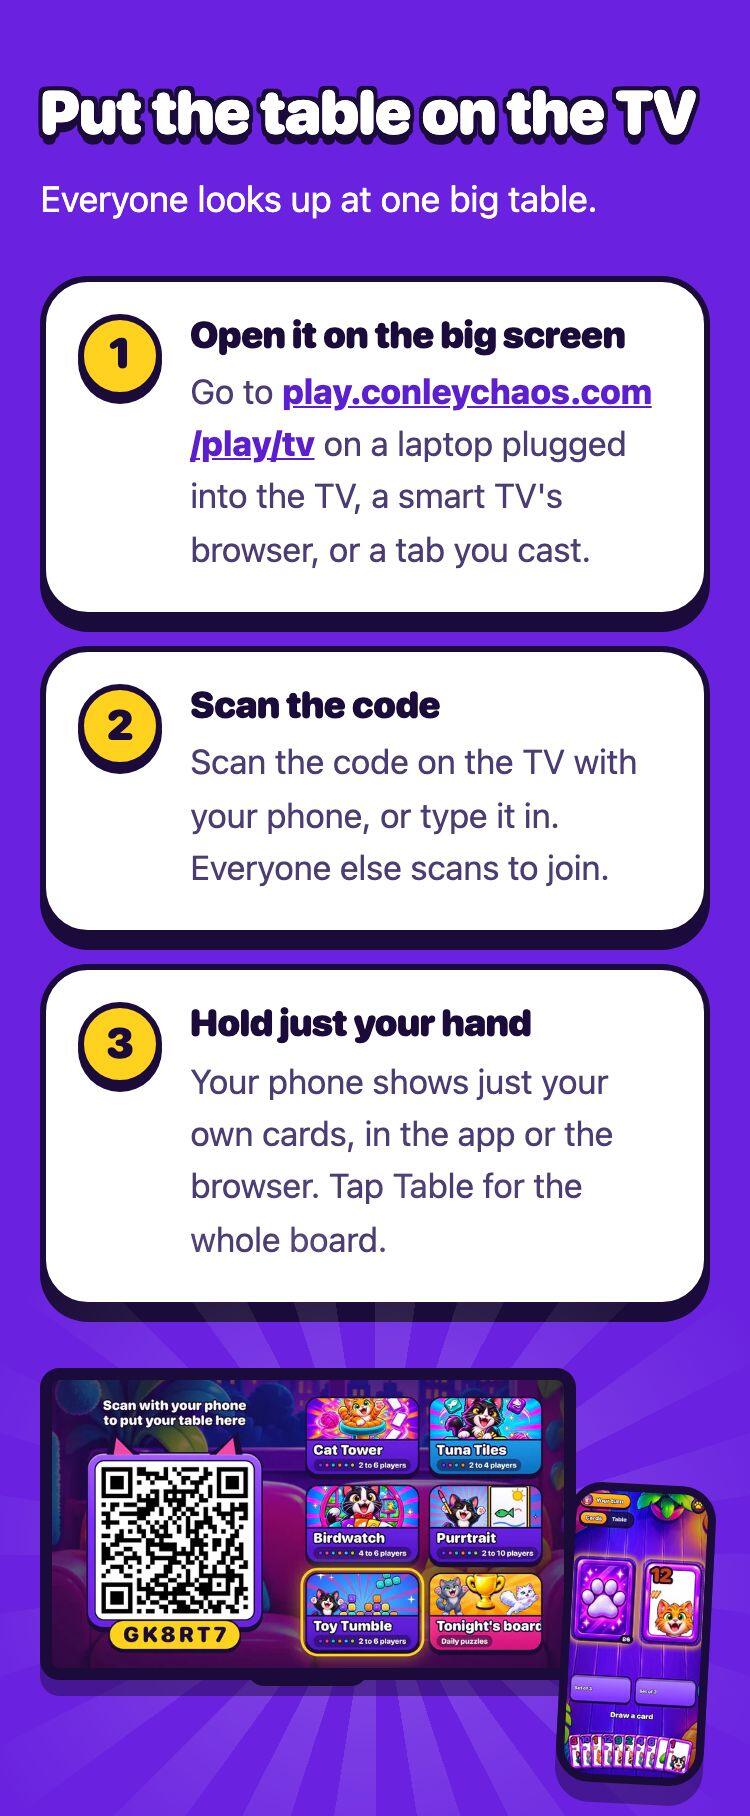 Put the table on the TV
Everyone looks up at one big table.
1
Open it on the big screen
Go to play.conleychaos.com
/play/tv on a laptop plugged
into the TV, a smart TV's
browser, or a tab you cast.
2
Scan the code
Scan the code on the TV with
your phone, or type it in.
Everyone else scans to join.
3
Hold just your hand
Your phone shows just your
own cards, in the app or the
browser. Tap Table for the
whole board.
Scan with your phone
to put your table here
GK8RT7
Cat Tower
2 to 6 players
Tuna Tiles
2 to 4 players
Birdwatch
4 to 6 players
Purrtrait
2 to 10 players
Toy Tumble
2 to 6 players
Tonight's board
Daily puzzles
Your turn
Cards Table
12
Draw a card